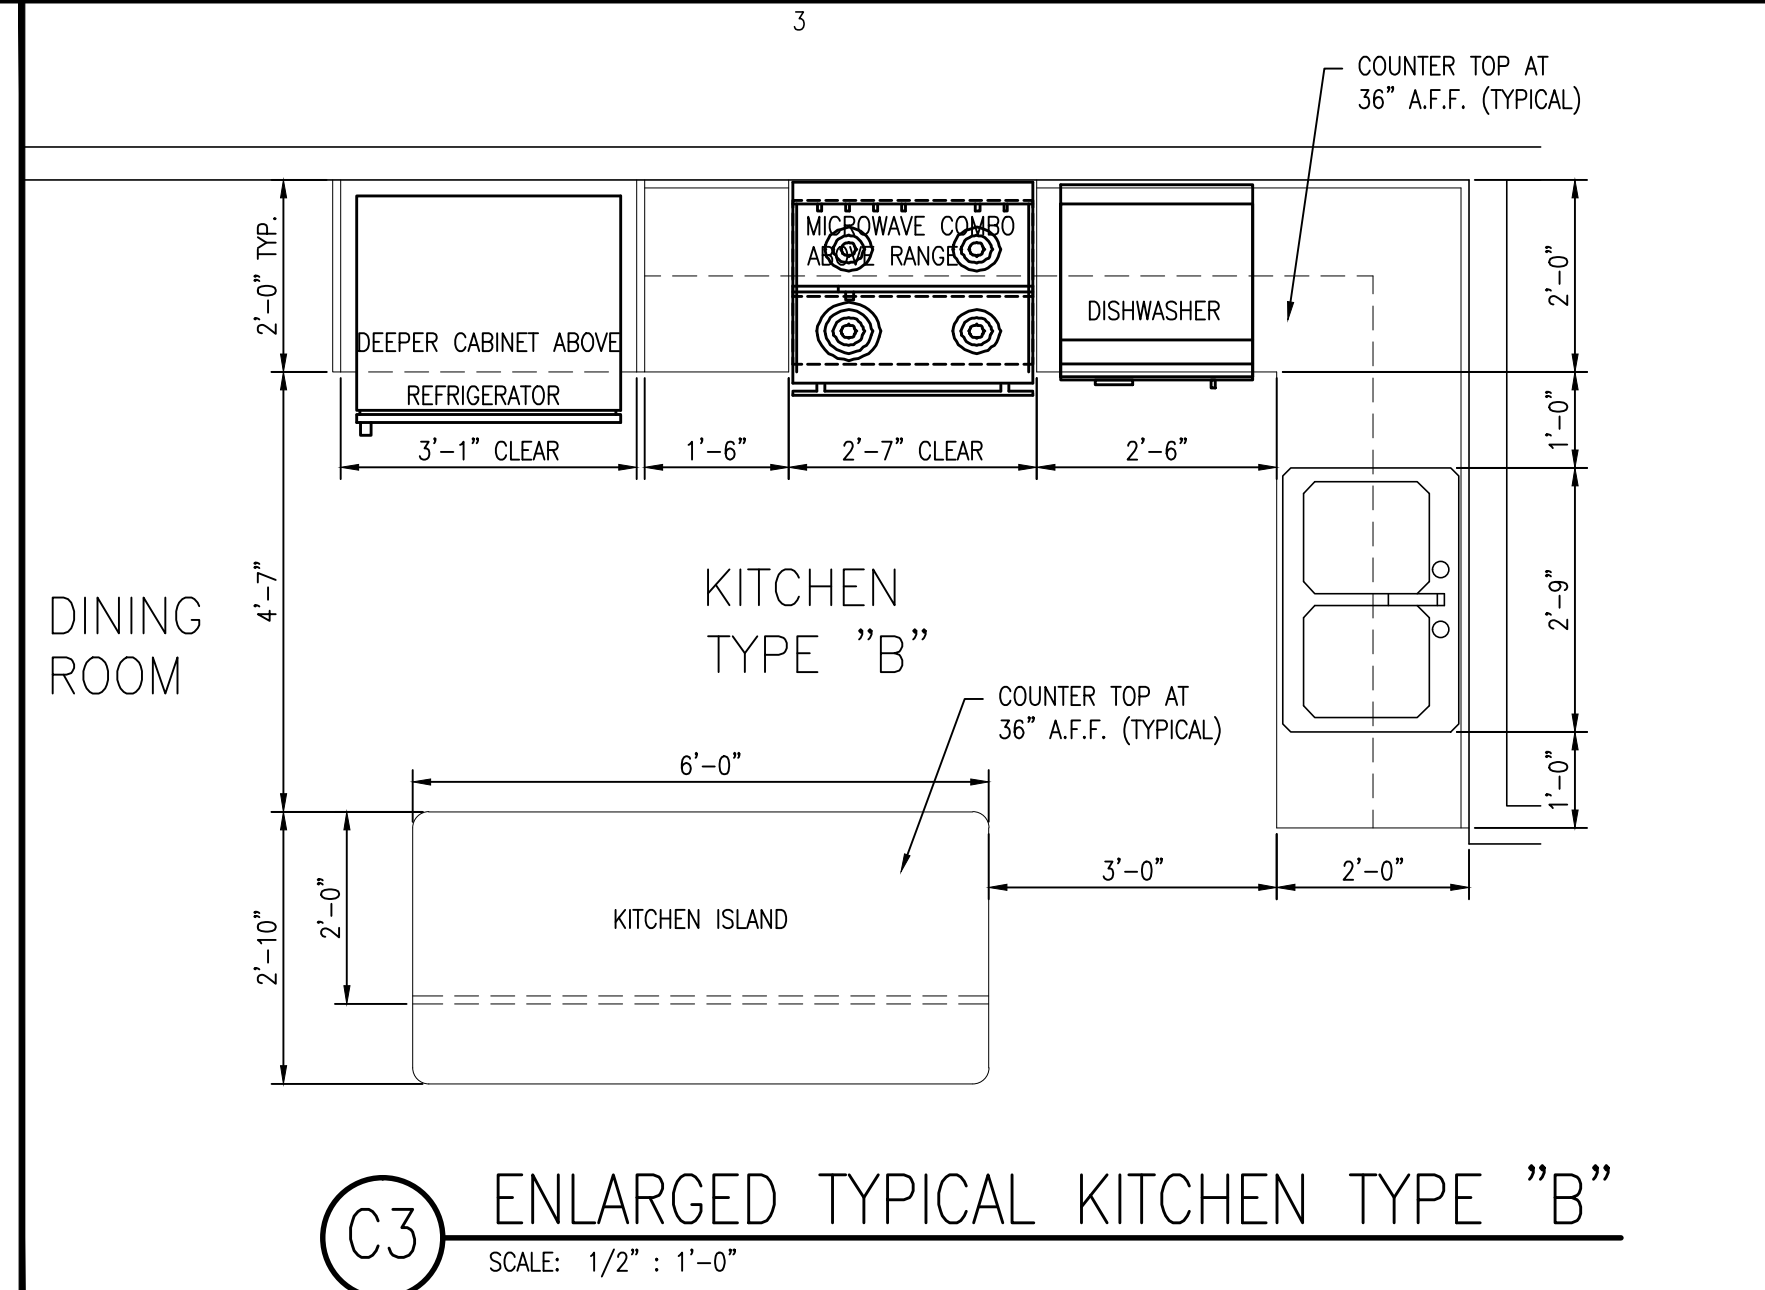 3
COUNTER TOP AT
36" A.F.F. (TYPICAL)
2'-0" TYP.
MICROWAVE COMBO
ABOVE RANGE
DISHWASHER
2'-0"
DEEPER CABINET ABOVE
REFRIGERATOR
3'-1" CLEAR
1'-6"
2'-7" CLEAR
2'-6"
1'-0"
4'-7"
DINING
ROOM
KITCHEN
TYPE "B"
2'-9"
COUNTER TOP AT
36" A.F.F. (TYPICAL)
6'-0"
1'-0"
3'-0"
2'-0"
2'-0"
2'-10"
KITCHEN ISLAND
C3
ENLARGED TYPICAL KITCHEN TYPE "B"
SCALE: 1/2" : 1'-0"